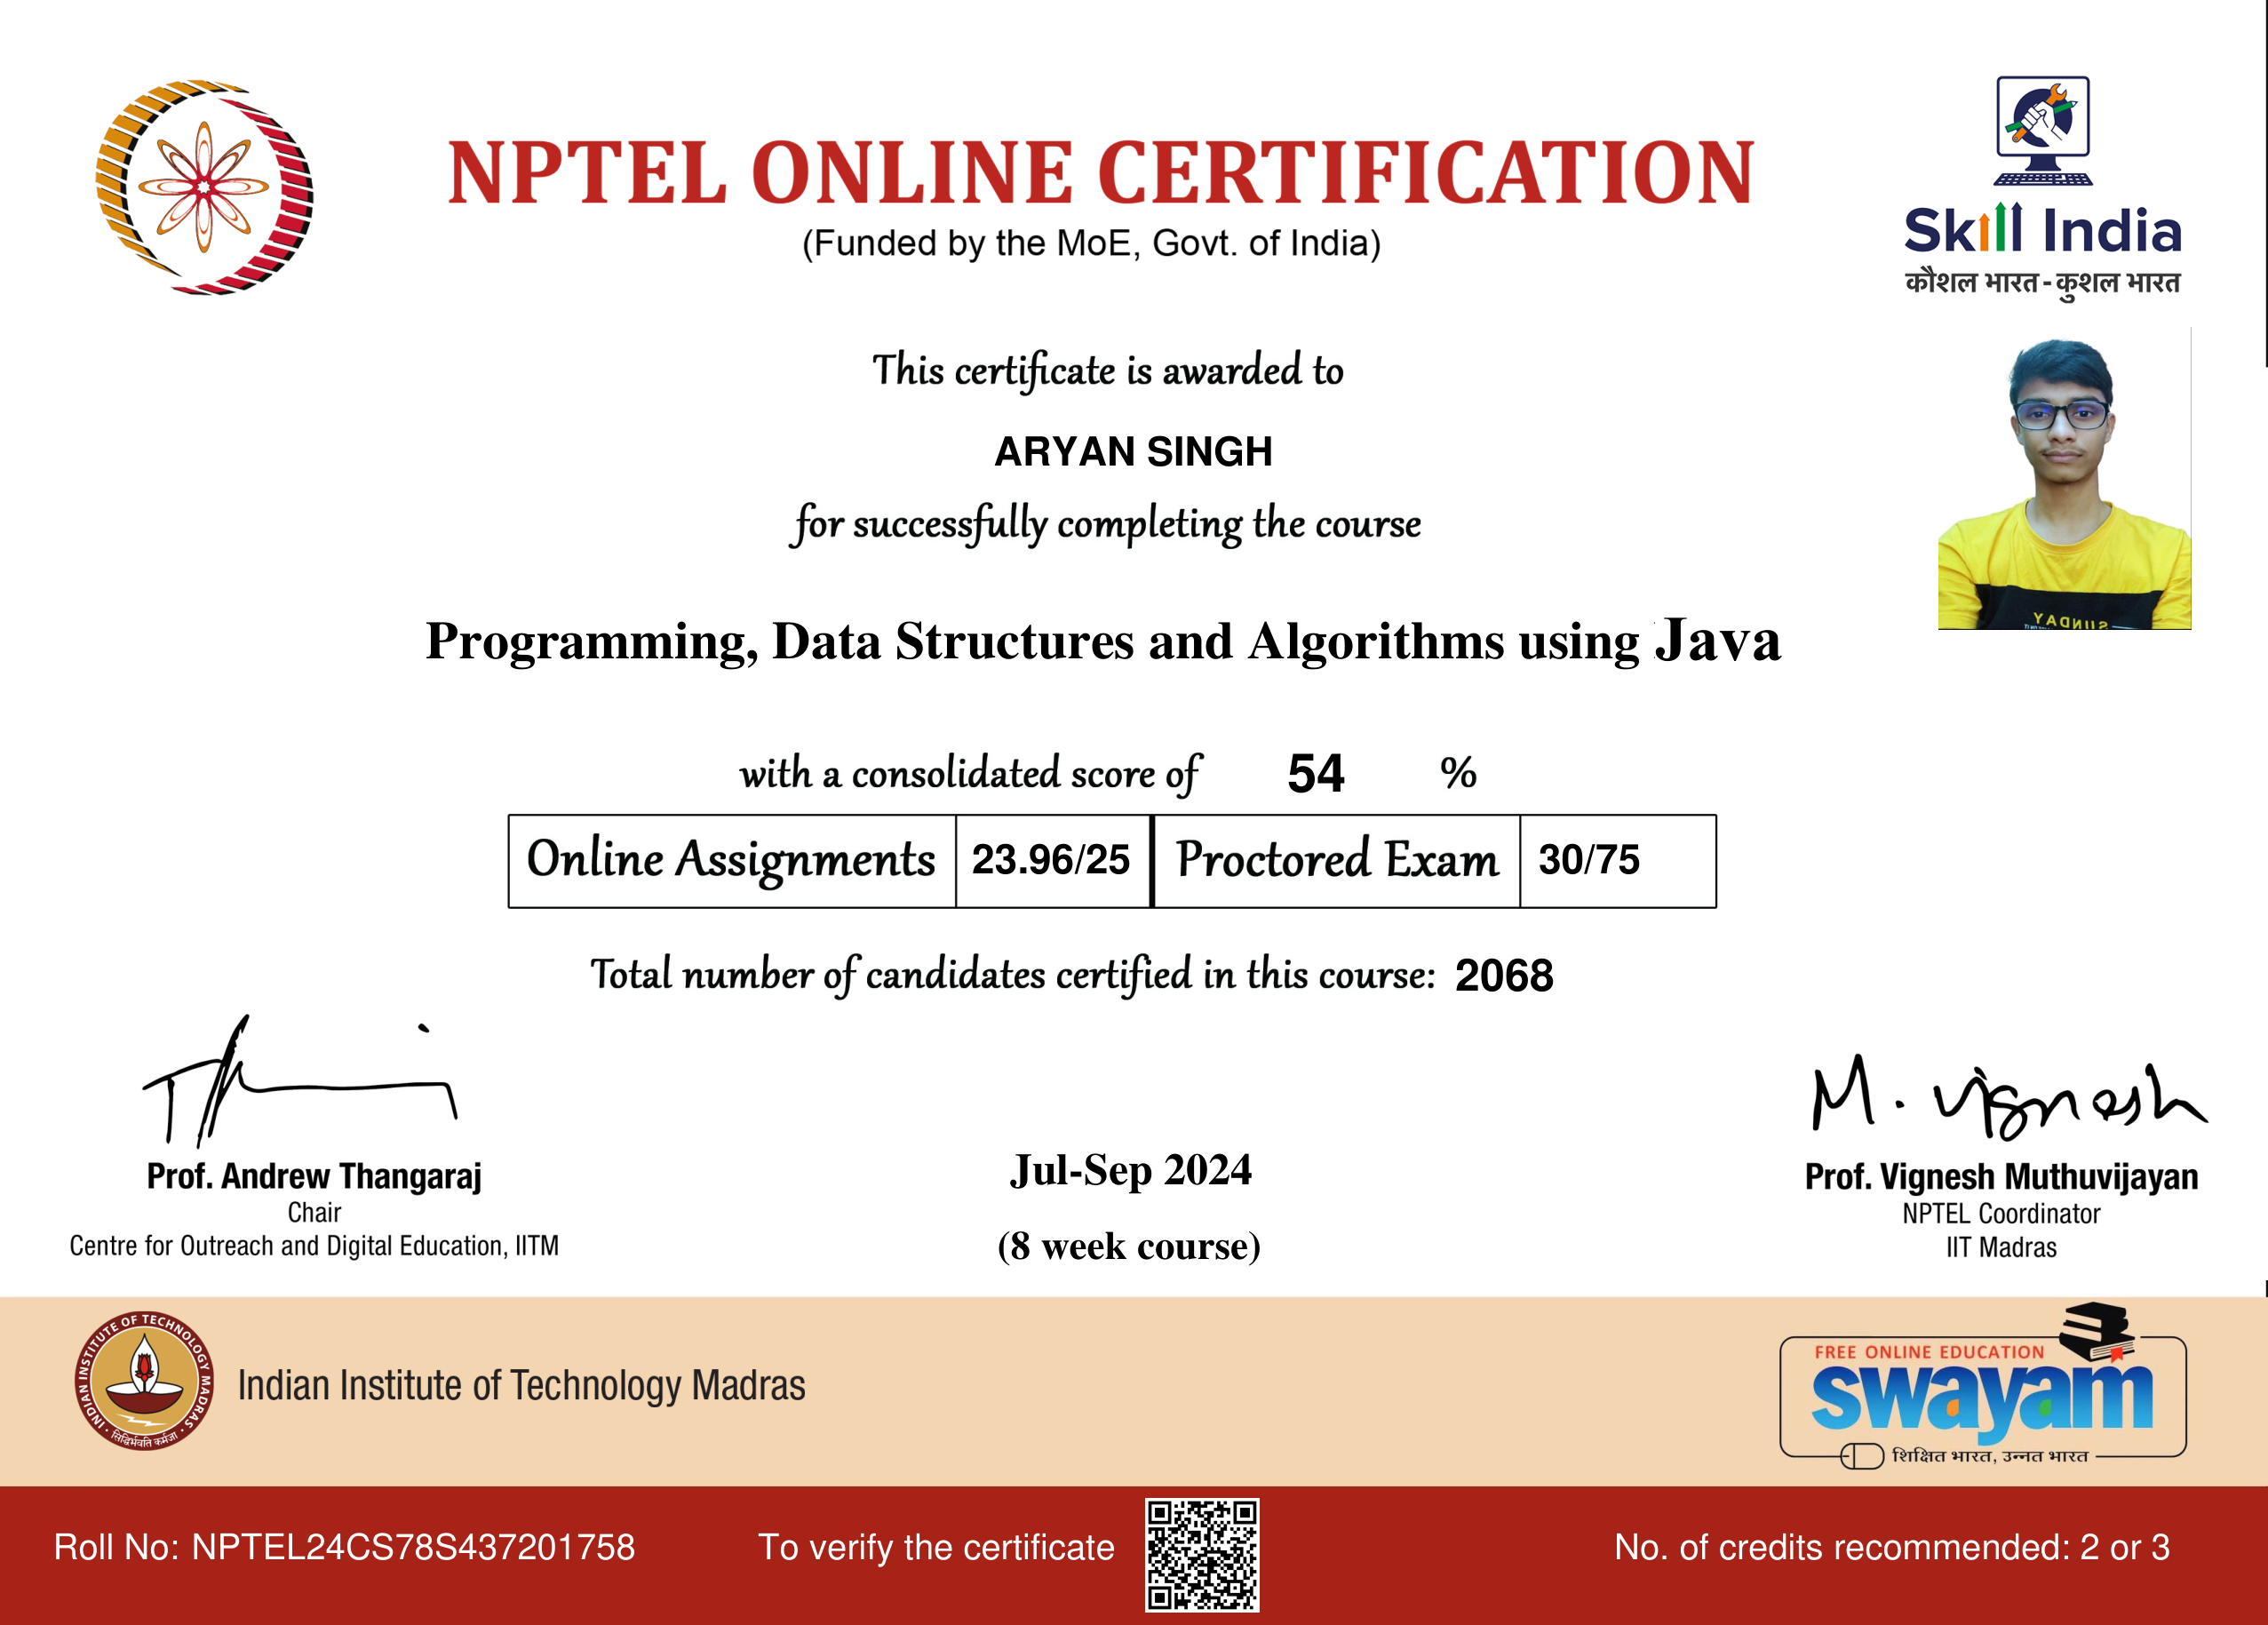 NPTEL ONLINE CERTIFICATION
(Funded by the MoE, Govt. of India)
Skill India
कौशल भारत - कुशल भारत
This certificate is awarded to
ARYAN SINGH
for successfully completing the course
SUNDAY
Programming, Data Structures and Algorithms using Java
with a consolidated score of 54 %
Online Assignments 23.96/25 Proctored Exam 30/75
Total number of candidates certified in this course: 2068
M. Vignesh
Prof. Andrew Thangaraj
Chair
Centre for Outreach and Digital Education, IITM
Jul-Sep 2024
(8 week course)
Prof. Vignesh Muthuvijayan
NPTEL Coordinator
IIT Madras
INDIAN INSTITUTE OF TECHNOLOGY MADRAS
सिद्धिर्भवति कर्मजा
Indian Institute of Technology Madras
FREE ONLINE EDUCATION
swayam
शिक्षित भारत, उन्नत भारत
Roll No: NPTEL24CS78S437201758
To verify the certificate
No. of credits recommended: 2 or 3